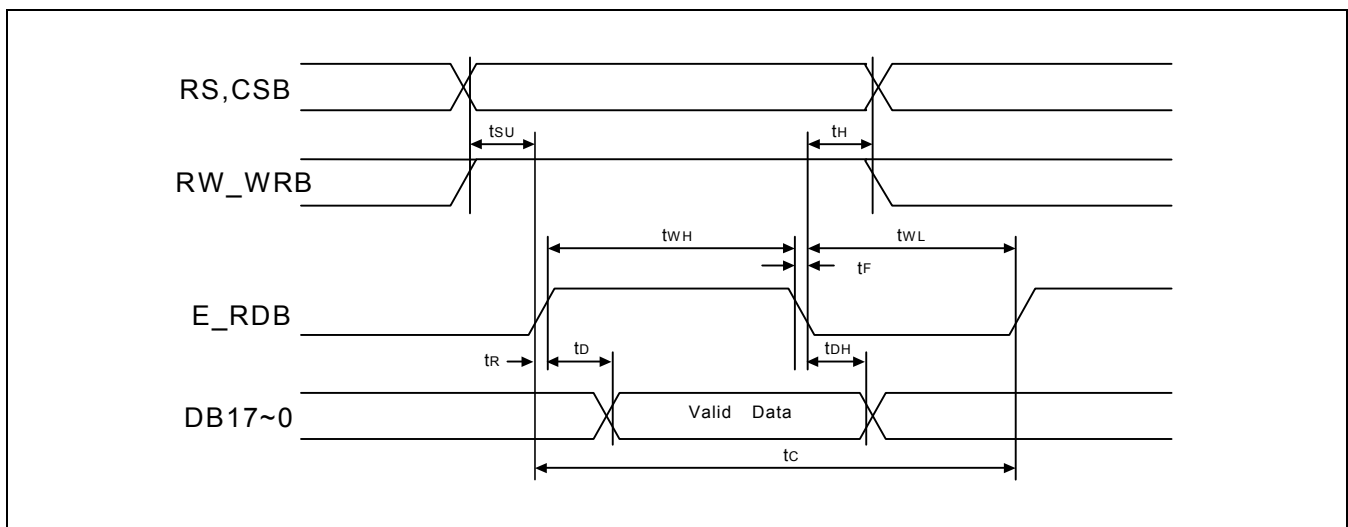 RS,CSB
tSU
tH
RW_WRB
tWH
tWL
tF
E_RDB
tR
tD
tDH
DB17~0
Valid Data
tC